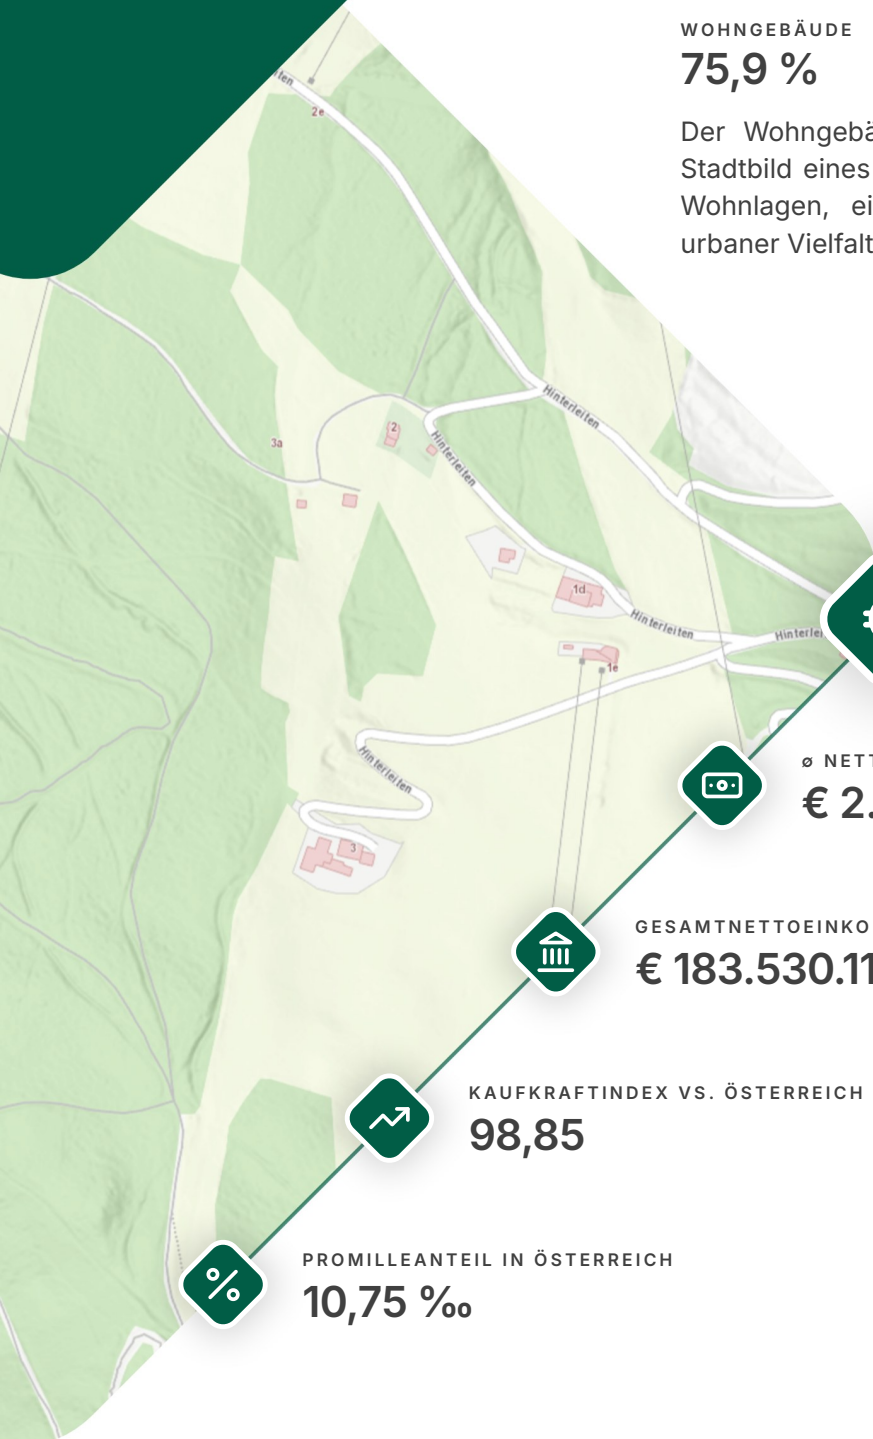 WOHNGEBÄUDE
75,9 %
Der Wohngebä
Stadtbild eines
Wohnlagen, ei
urbaner Vielfalt
2e
Hinterleiten
3a
2
Hinterleiten
1d
Hinterleiten
Hinterlei
1e
Hinterleiten
3
ø NETT
€ 2.
GESAMTNETTOEINKO
€ 183.530.11
KAUFKRAFTINDEX VS. ÖSTERREICH
98,85
PROMILLEANTEIL IN ÖSTERREICH
10,75 ‰